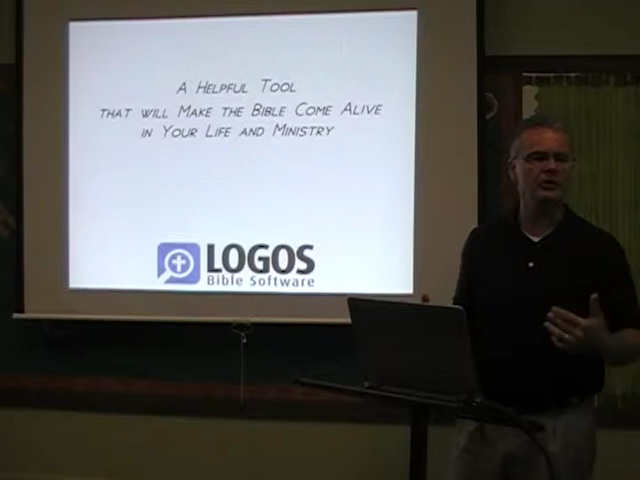 A HELPFUL TOOL
THAT WILL MAKE THE BIBLE COME ALIVE
IN YOUR LIFE AND MINISTRY
LOGOS
Bible Software